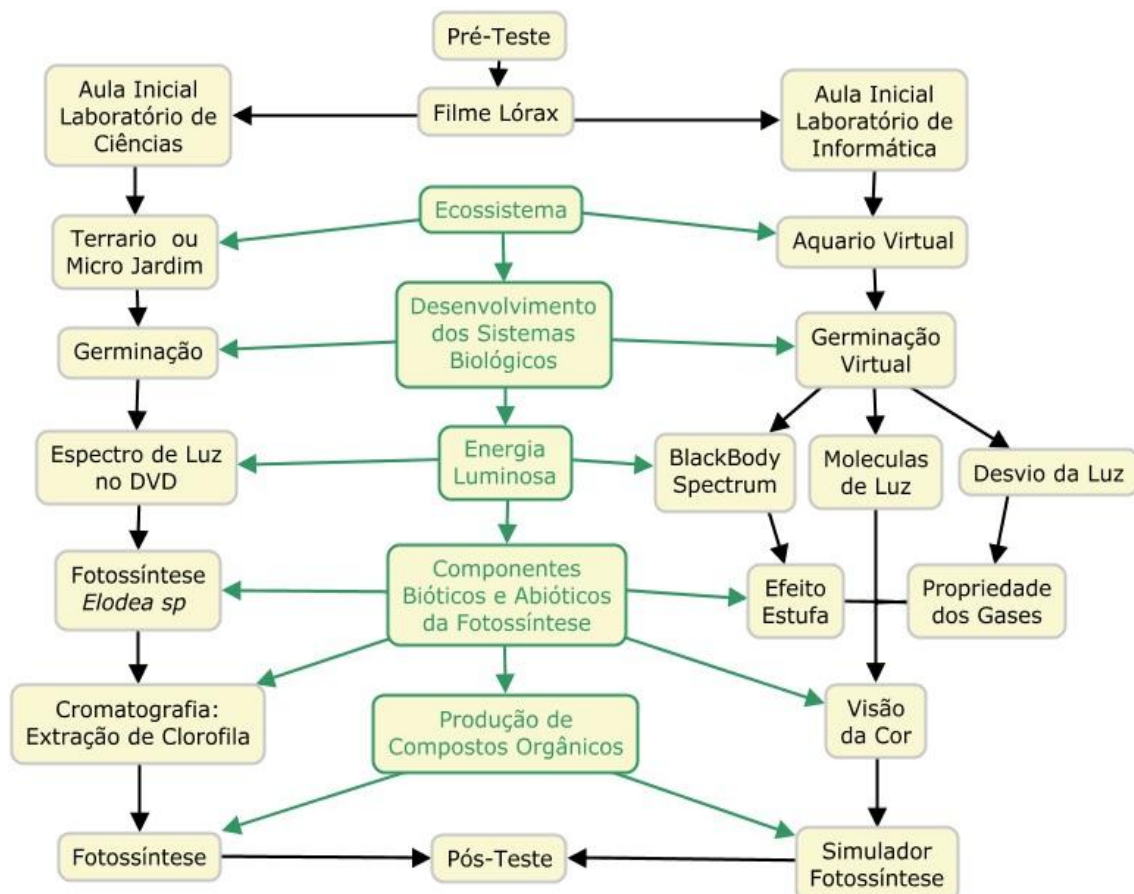 Pré-Teste
Filme Lórax
Aula Inicial
Laboratório de
Ciências
Aula Inicial
Laboratório de
Informática
Ecossistema
Terrario ou
Micro Jardim
Aquario Virtual
Desenvolvimento
dos Sistemas
Biológicos
Germinação
Germinação
Virtual
Energia
Luminosa
Espectro de Luz
no DVD
BlackBody
Spectrum
Moleculas
de Luz
Desvio da Luz
Componentes
Bióticos e Abióticos
da Fotossíntese
Fotossíntese
Elodea sp
Efeito
Estufa
Propriedade
dos Gases
Cromatografia:
Extração de Clorofila
Produção de
Compostos Orgânicos
Visão
da Cor
Fotossíntese
Pós-Teste
Simulador
Fotossíntese